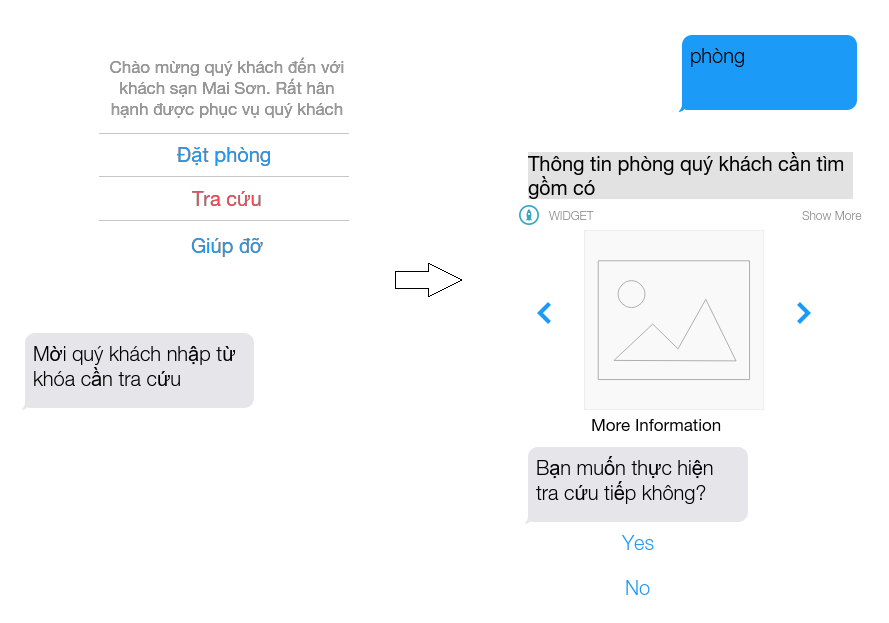 Chào mừng quý khách đến với
khách sạn Mai Sơn. Rất hân
hạnh được phục vụ quý khách
Đặt phòng
Tra cứu
Giúp đỡ
Mời quý khách nhập từ
khóa cần tra cứu
phòng
Thông tin phòng quý khách cần tìm
gồm có
WIDGET
Show More
More Information
Bạn muốn thực hiện
tra cứu tiếp không?
Yes
No